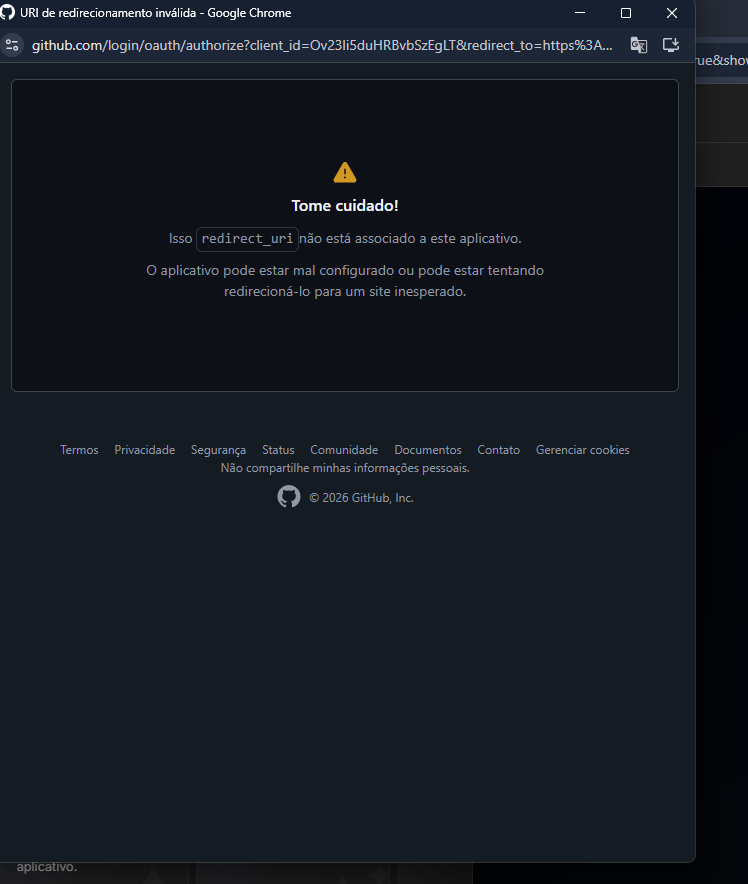 URI de redirecionamento inválida - Google Chrome
github.com/login/oauth/authorize?client_id=Ov23li5duHRBvbSzEgLT&redirect_to=https%3A...
rue&show
Tome cuidado!
Isso redirect_uri não está associado a este aplicativo.
O aplicativo pode estar mal configurado ou pode estar tentando
redirecioná-lo para um site inesperado.
Termos Privacidade Segurança Status Comunidade Documentos Contato Gerenciar cookies
Não compartilhe minhas informações pessoais.
© 2026 GitHub, Inc.
aplicativo.